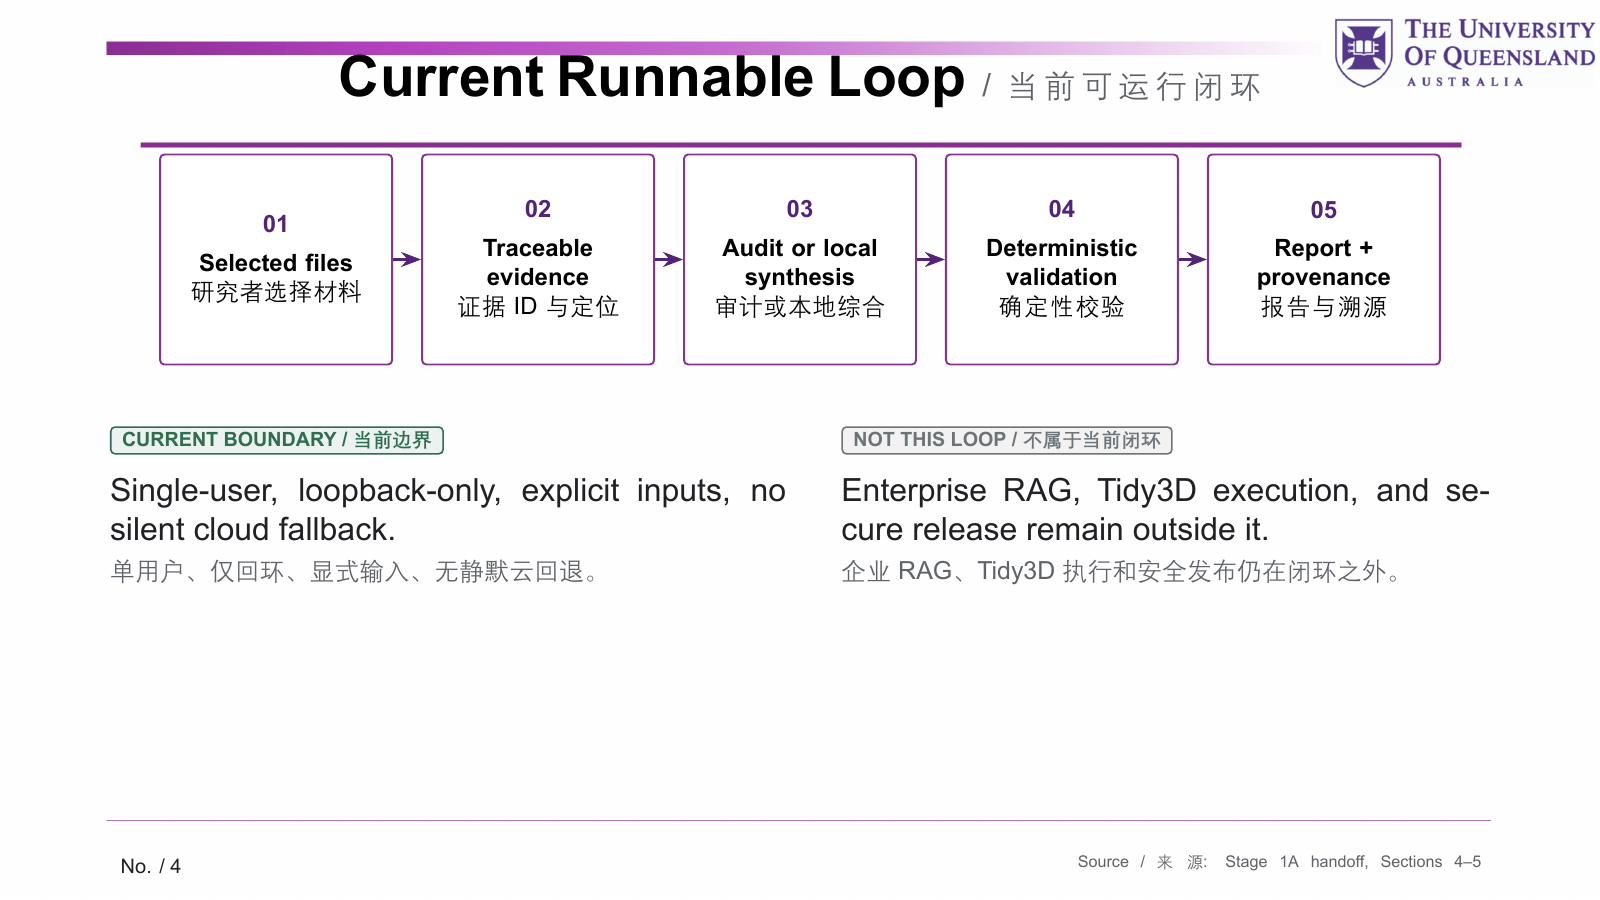 THE UNIVERSITY
OF QUEENSLAND
AUSTRALIA
Current Runnable Loop / 当前可运行闭环
01
Selected files
研究者选择材料
02
Traceable
evidence
证据 ID 与定位
03
Audit or local
synthesis
审计或本地综合
04
Deterministic
validation
确定性校验
05
Report +
provenance
报告与溯源
CURRENT BOUNDARY / 当前边界
Single-user, loopback-only, explicit inputs, no
silent cloud fallback.
单用户、仅回环、显式输入、无静默云回退。
NOT THIS LOOP / 不属于当前闭环
Enterprise RAG, Tidy3D execution, and se-
cure release remain outside it.
企业 RAG、Tidy3D 执行和安全发布仍在闭环之外。
No. / 4
Source / 来 源: Stage 1A handoff, Sections 4–5